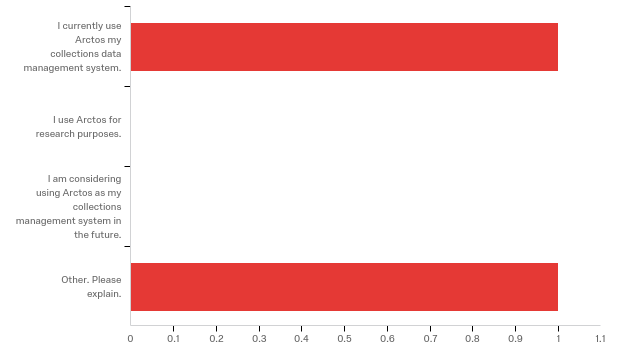 I currently use
Arctos my
collections data
management system.
I use Arctos for
research purposes.
I am considering
using Arctos as my
collections
management system in
the future.
Other. Please
explain.
0 0.1 0.2 0.3 0.4 0.5 0.6 0.7 0.8 0.9 1 1.1